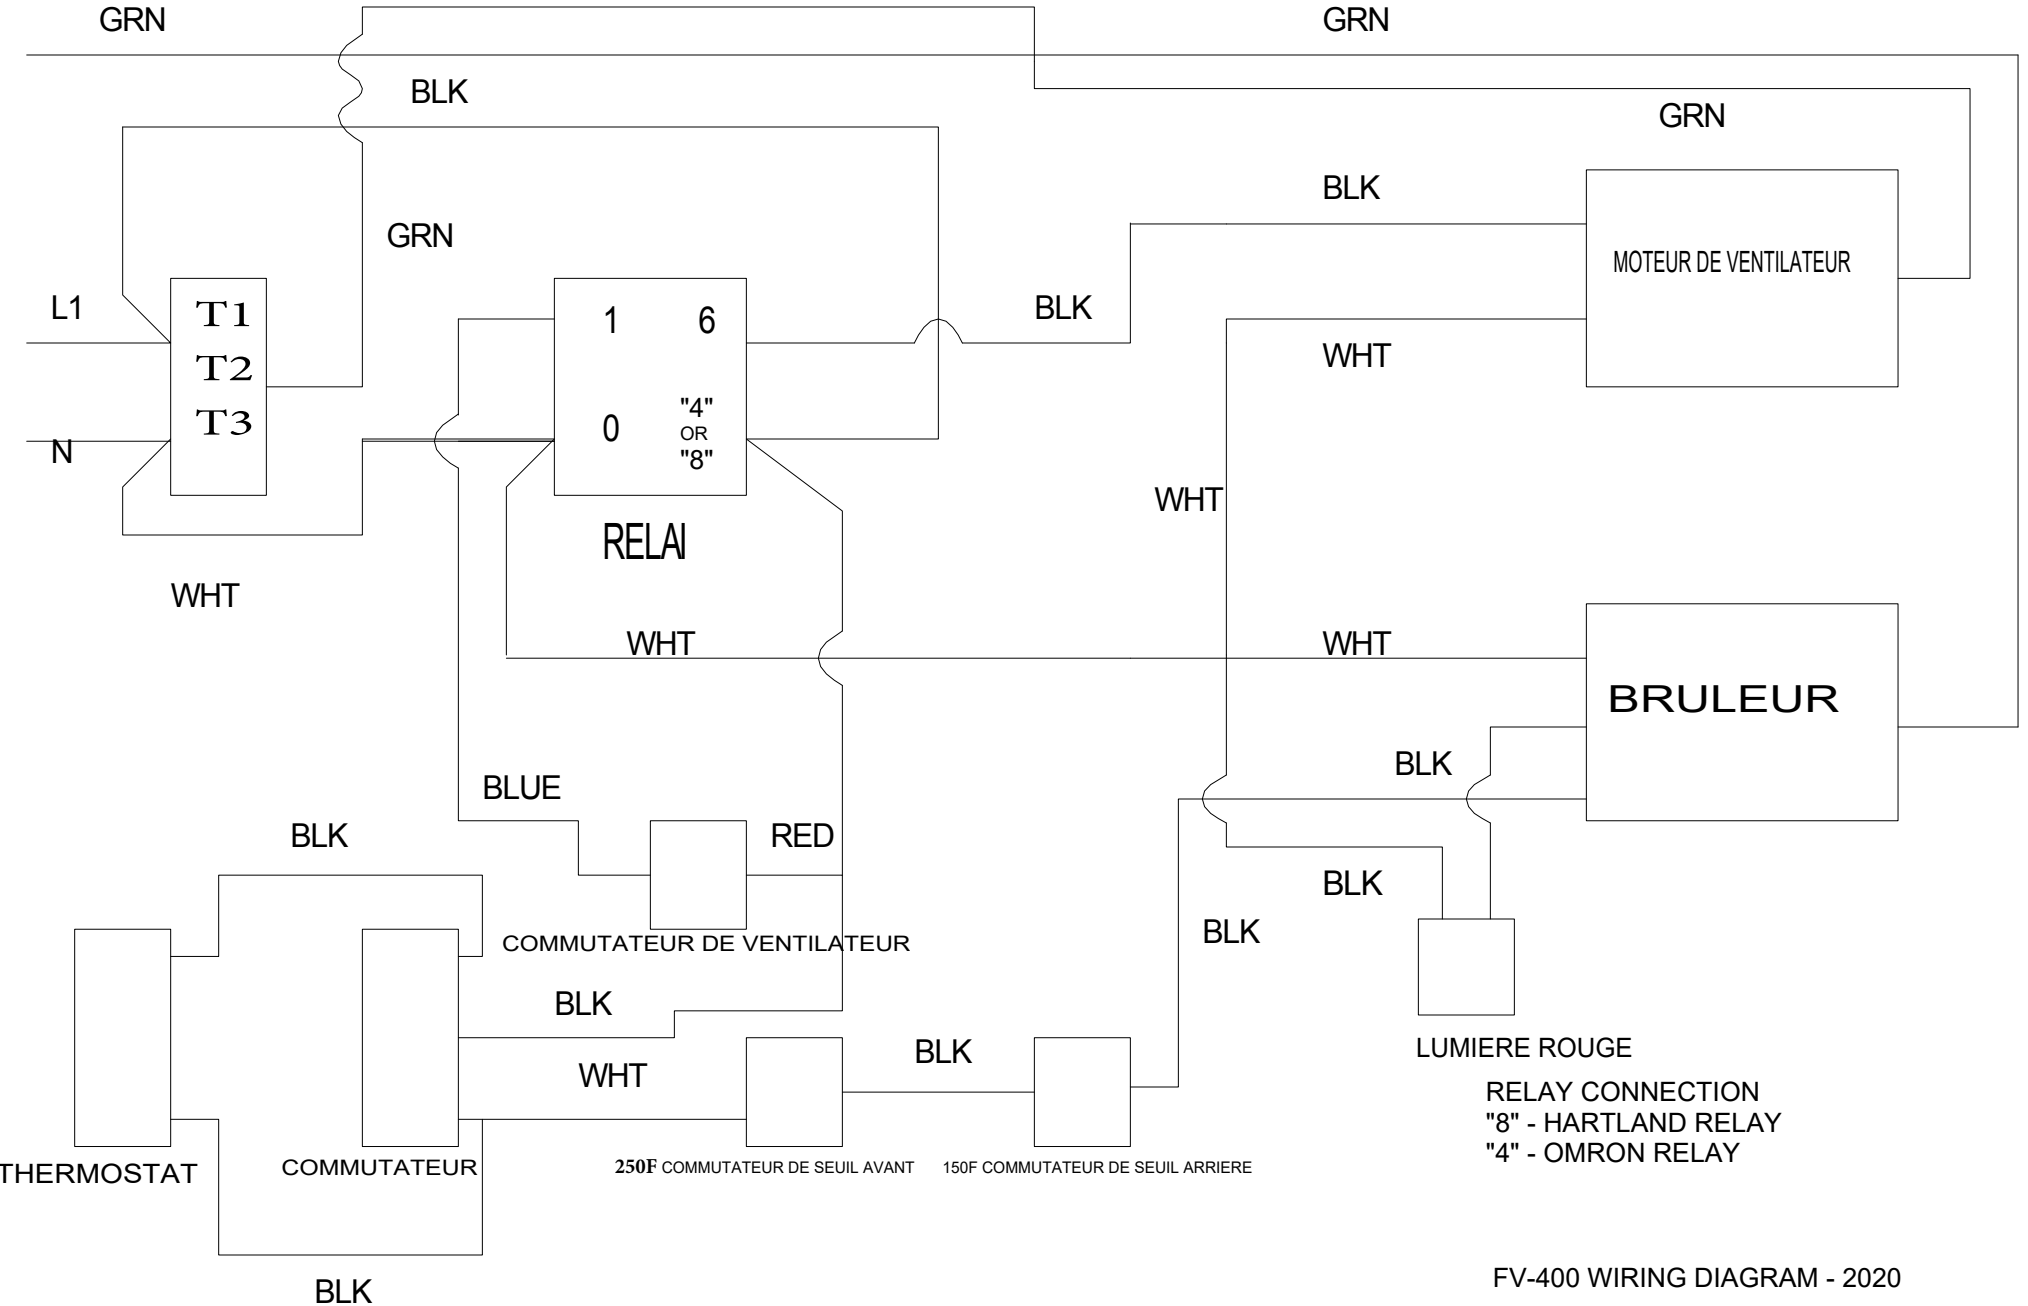 GRN
GRN
BLK
GRN
BLK
GRN
L1
T1
T2
T3
N
1
6
0
"4"
OR
"8"
RELAI
BLK
MOTEUR DE VENTILATEUR
WHT
WHT
WHT
WHT
WHT
BRULEUR
BLK
BLUE
RED
BLK
BLK
BLK
COMMUTATEUR DE VENTILATEUR
BLK
WHT
BLK
LUMIERE ROUGE
RELAY CONNECTION
"8" - HARTLAND RELAY
"4" - OMRON RELAY
THERMOSTAT
COMMUTATEUR
250F COMMUTATEUR DE SEUIL AVANT
150F COMMUTATEUR DE SEUIL ARRIERE
BLK
FV-400 WIRING DIAGRAM - 2020